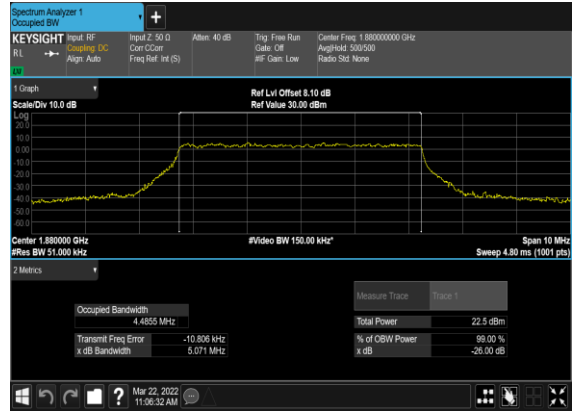 Spectrum Analyzer 1
Occupied BW
KEYSIGHT Input: RF Input Z: 50 Ω Atten: 40 dB Trig: Free Run Center Freq: 1.880000000 GHz
RL Coupling: DC Corr CCorr Gate: Off Avg|Hold: 500/500
Align: Auto Freq Ref: Int (S) #IF Gain: Low Radio Std: None
LW
1 Graph Ref Lvl Offset 8.10 dB
Scale/Div 10.0 dB Ref Value 30.00 dBm
Log
20.0
10.0
0.00
-10.0
-20.0
-30.0
-40.0
-50.0
-60.0
Center 1.880000 GHz #Video BW 150.00 kHz* Span 10 MHz
#Res BW 51.000 kHz Sweep 4.80 ms (1001 pts)
2 Metrics
Measure Trace Trace 1
Occupied Bandwidth
4.4855 MHz Total Power 22.5 dBm
Transmit Freq Error -10.806 kHz % of OBW Power 99.00 %
x dB Bandwidth 5.071 MHz x dB -26.00 dB
? Mar 22, 2022
11:06:32 AM